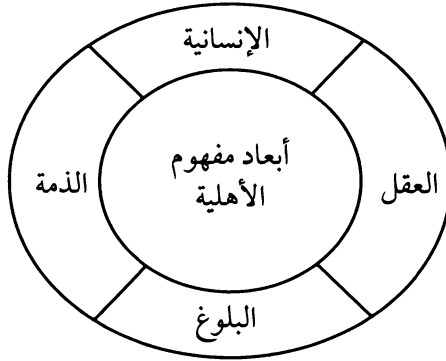 الإنسانية
العقل
أبعاد مفهوم
الأهلية
الذمة
البلوغ